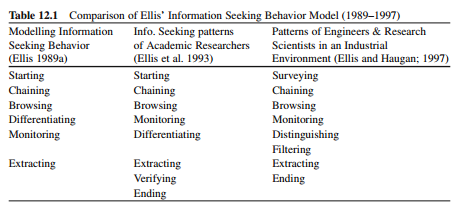 Table 12.1 Comparison of Ellis' Information Seeking Behavior Model (1989–1997)
Modelling Information Info. Seeking patterns Patterns of Engineers & Research
Seeking Behavior of Academic Researchers Scientists in an Industrial
(Ellis 1989a) (Ellis et al. 1993) Environment (Ellis and Haugan; 1997)
Starting Starting Surveying
Chaining Chaining Chaining
Browsing Browsing Browsing
Differentiating Monitoring Monitoring
Monitoring Differentiating Distinguishing
Filtering
Extracting Extracting Extracting
Verifying Ending
Ending